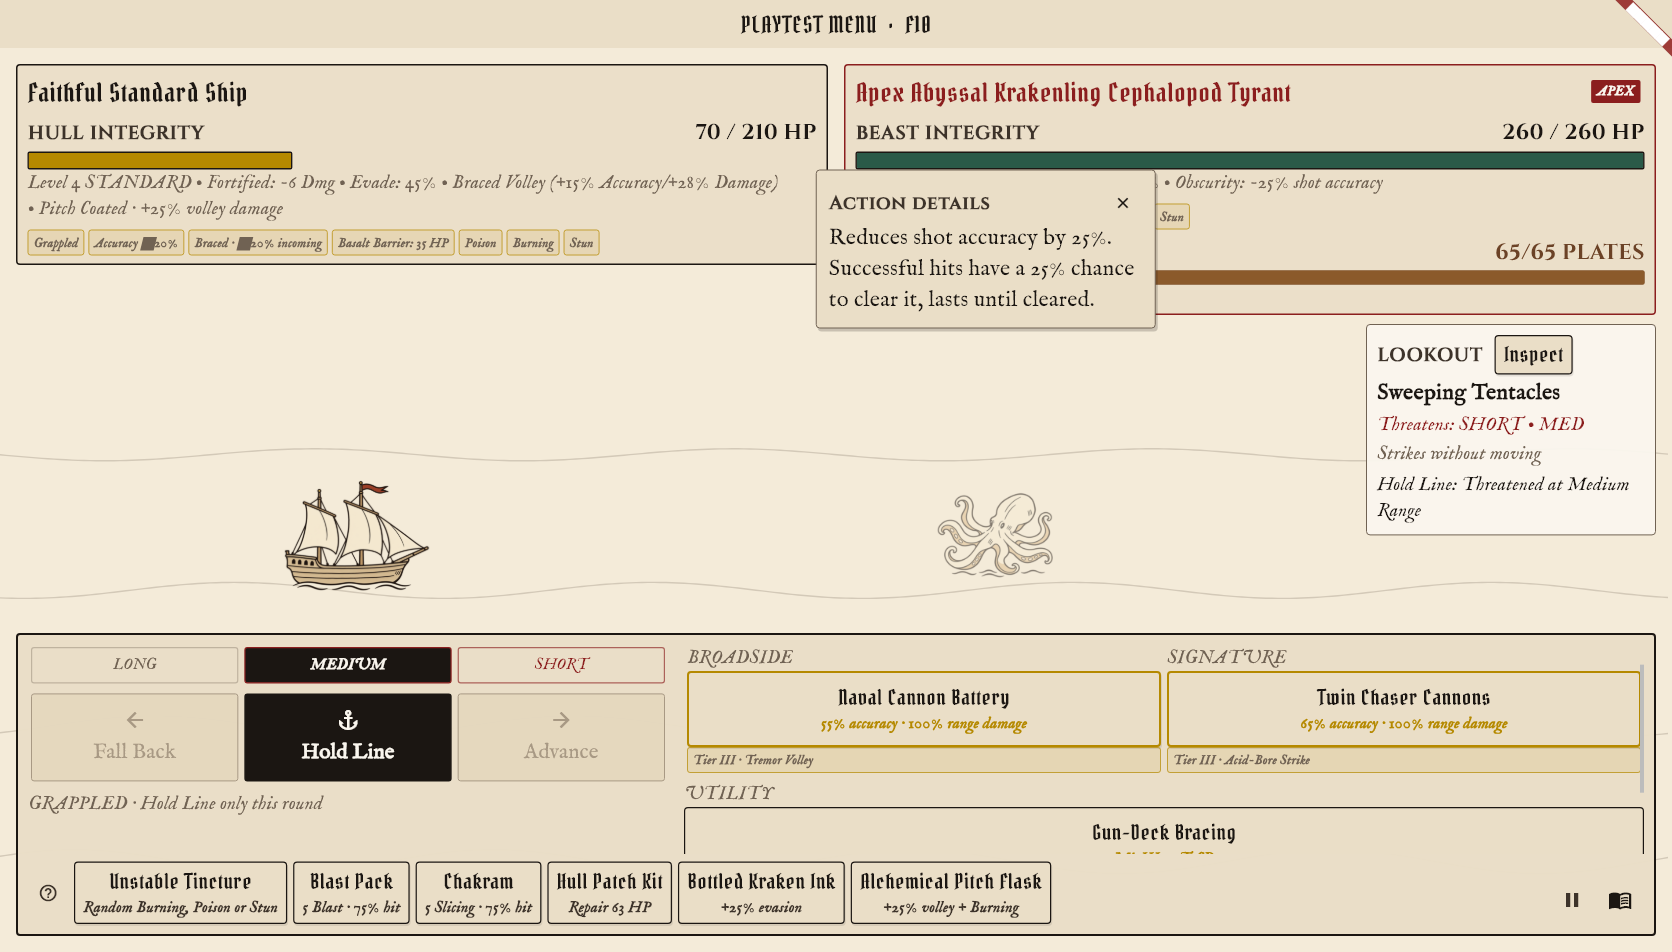 PLAYTEST MENU · F10
Faithful Standard Ship
HULL INTEGRITY
70 / 210 HP
Level 4 STANDARD • Fortified: -6 Dmg • Evade: 45% • Braced Volley (+15% Accuracy/+28% Damage)
• Pitch Coated · +25% volley damage
Grappled
Accuracy 20%
Braced · 20% incoming
Basalt Barrier: 35 HP
Poison
Burning
Stun
Apex Abyssal Krakenling Cephalopod Tyrant
APEX
BEAST INTEGRITY
260 / 260 HP
• Obscurity: -25% shot accuracy
Stun
65/65 PLATES
ACTION DETAILS
Reduces shot accuracy by 25%.
Successful hits have a 25% chance
to clear it, lasts until cleared.
LOOKOUT
Inspect
Sweeping Tentacles
Threatens: SHORT • MED
Strikes without moving
Hold Line: Threatened at Medium
Range
LONG
MEDIUM
SHORT
Fall Back
Hold Line
Advance
GRAPPLED · Hold Line only this round
BROADSIDE
Naval Cannon Battery
55% accuracy · 100% range damage
Tier III · Tremor Volley
SIGNATURE
Twin Chaser Cannons
65% accuracy · 100% range damage
Tier III · Acid-Bore Strike
UTILITY
Gun-Deck Bracing
Unstable Tincture
Random Burning, Poison or Stun
Blast Pack
5 Blast · 75% hit
Chakram
5 Slicing · 75% hit
Hull Patch Kit
Repair 63 HP
Bottled Kraken Ink
+25% evasion
Alchemical Pitch Flask
+25% volley + Burning